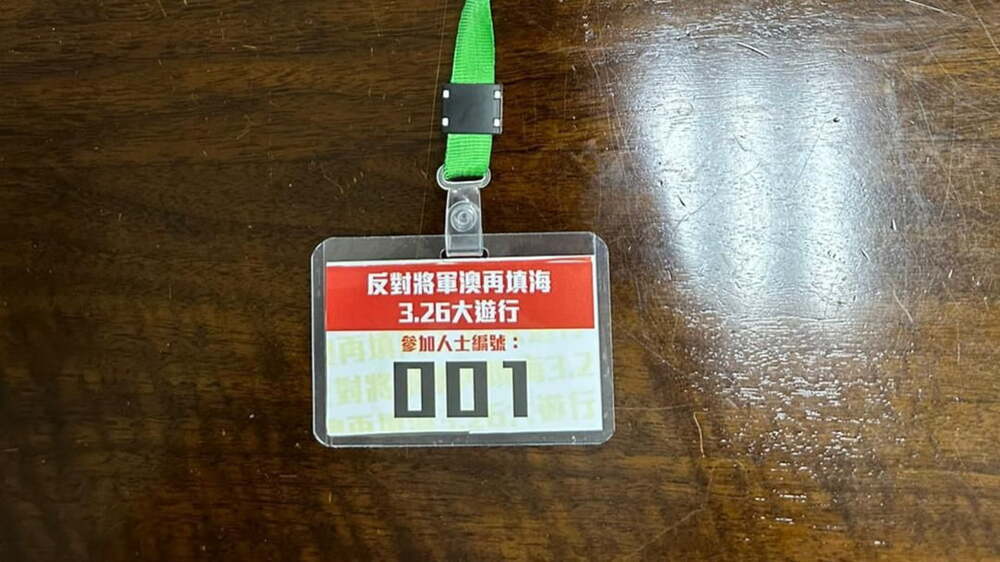 反對將軍澳再填海
3.26大遊行
參加人士編號：
001